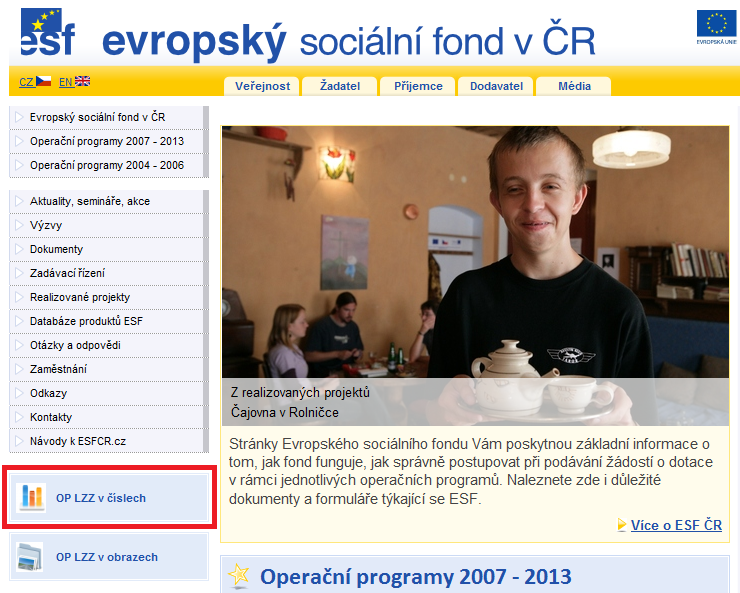 esf evropský sociální fond v ČR
EVROPSKÁ UNIE
CZ EN
Veřejnost Žadatel Příjemce Dodavatel Média
Evropský sociální fond v ČR
Operační programy 2007 - 2013
Operační programy 2004 - 2006
Aktuality, semináře, akce
Výzvy
Dokumenty
Zadávací řízení
Realizované projekty
Databáze produktů ESF
Otázky a odpovědi
Zaměstnání
Odkazy
Kontakty
Návody k ESFCR.cz
OP LZZ v číslech
OP LZZ v obrazech
Z realizovaných projektů
Čajovna v Rolničce
Stránky Evropského sociálního fondu Vám poskytnou základní informace o
tom, jak fond funguje, jak správně postupovat při podávání žádostí o dotace
v rámci jednotlivých operačních programů. Naleznete zde i důležité
dokumenty a formuláře týkající se ESF.
Více o ESF ČR
Operační programy 2007 - 2013